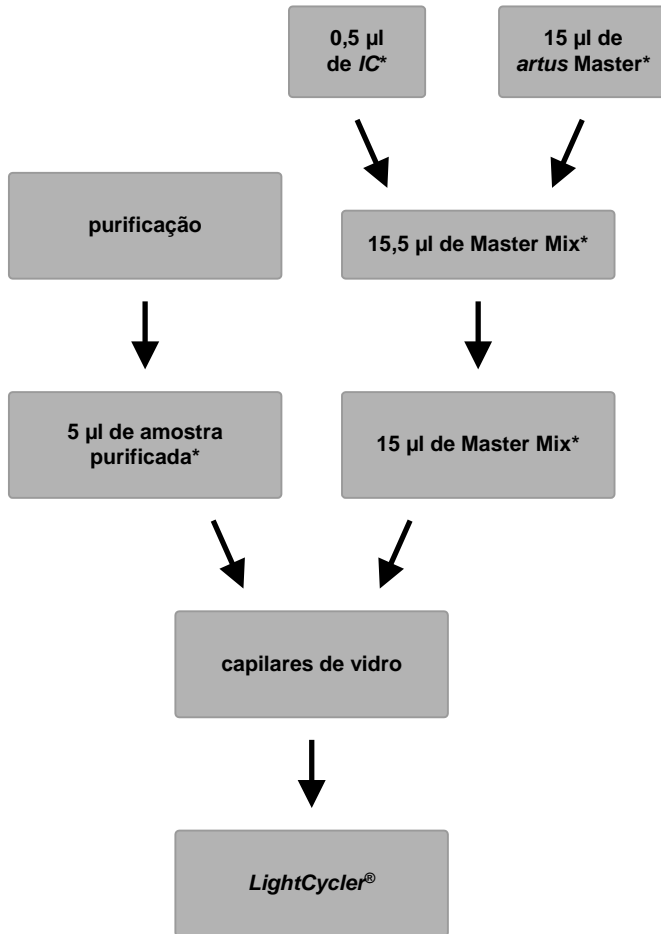 0,5 µl
de IC*
15 µl de
artus Master*
purificação
15,5 µl de Master Mix*
5 µl de amostra
purificada*
15 µl de Master Mix*
capilares de vidro
LightCycler®